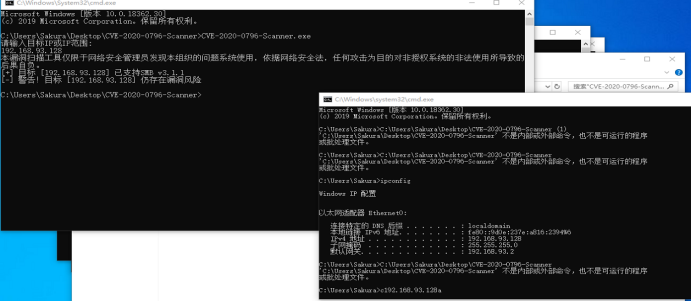 C:\Windows\System32\cmd.exe
Microsoft Windows [版本 10.0.18362.30]
(c) 2019 Microsoft Corporation。保留所有权利。
C:\Users\Sakura\Desktop\CVE-2020-0796-Scanner>CVE-2020-0796-Scanner.exe
请输入目标IP或IP范围:
192.168.93.128
本漏洞扫描工具仅限于网络安全管理员发现本组织的问题系统使用，依据网络安全法，任何攻击为目的对非授权系统的非法使用所导致的
后果自负。
[+] 目标 [192.168.93.128] 已支持SMB v3.1.1
[-] 警告！目标 [192.168.93.128] 仍存在漏洞风险
C:\Users\Sakura\Desktop\CVE-2020-0796-Scanner>
搜索"CVE-2020-0796-Scann...
C:\Windows\system32\cmd.exe
Microsoft Windows [版本 10.0.18362.30]
(c) 2019 Microsoft Corporation。保留所有权利。
C:\Users\Sakura>C:\Users\Sakura\Desktop\CVE-2020-0796-Scanner (1)
'C:\Users\Sakura\Desktop\CVE-2020-0796-Scanner' 不是内部或外部命令，也不是可运行的程序
或批处理文件。
C:\Users\Sakura>C:\Users\Sakura\Desktop\CVE-2020-0796-Scanner
'C:\Users\Sakura\Desktop\CVE-2020-0796-Scanner' 不是内部或外部命令，也不是可运行的程序
或批处理文件。
C:\Users\Sakura>ipconfig
Windows IP 配置
以太网适配器 Ethernet0:
连接特定的 DNS 后缀 . . . . . . . : localdomain
本地链接 IPv6 地址. . . . . . . . : fe80::9d0e:237e:a816:2394%6
IPv4 地址 . . . . . . . . . . . . : 192.168.93.128
子网掩码 . . . . . . . . . . . . : 255.255.255.0
默认网关. . . . . . . . . . . . . : 192.168.93.2
C:\Users\Sakura>C:\Users\Sakura\Desktop\CVE-2020-0796-Scanner
'C:\Users\Sakura\Desktop\CVE-2020-0796-Scanner' 不是内部或外部命令，也不是可运行的程序
或批处理文件。
C:\Users\Sakura>c192.168.93.128a